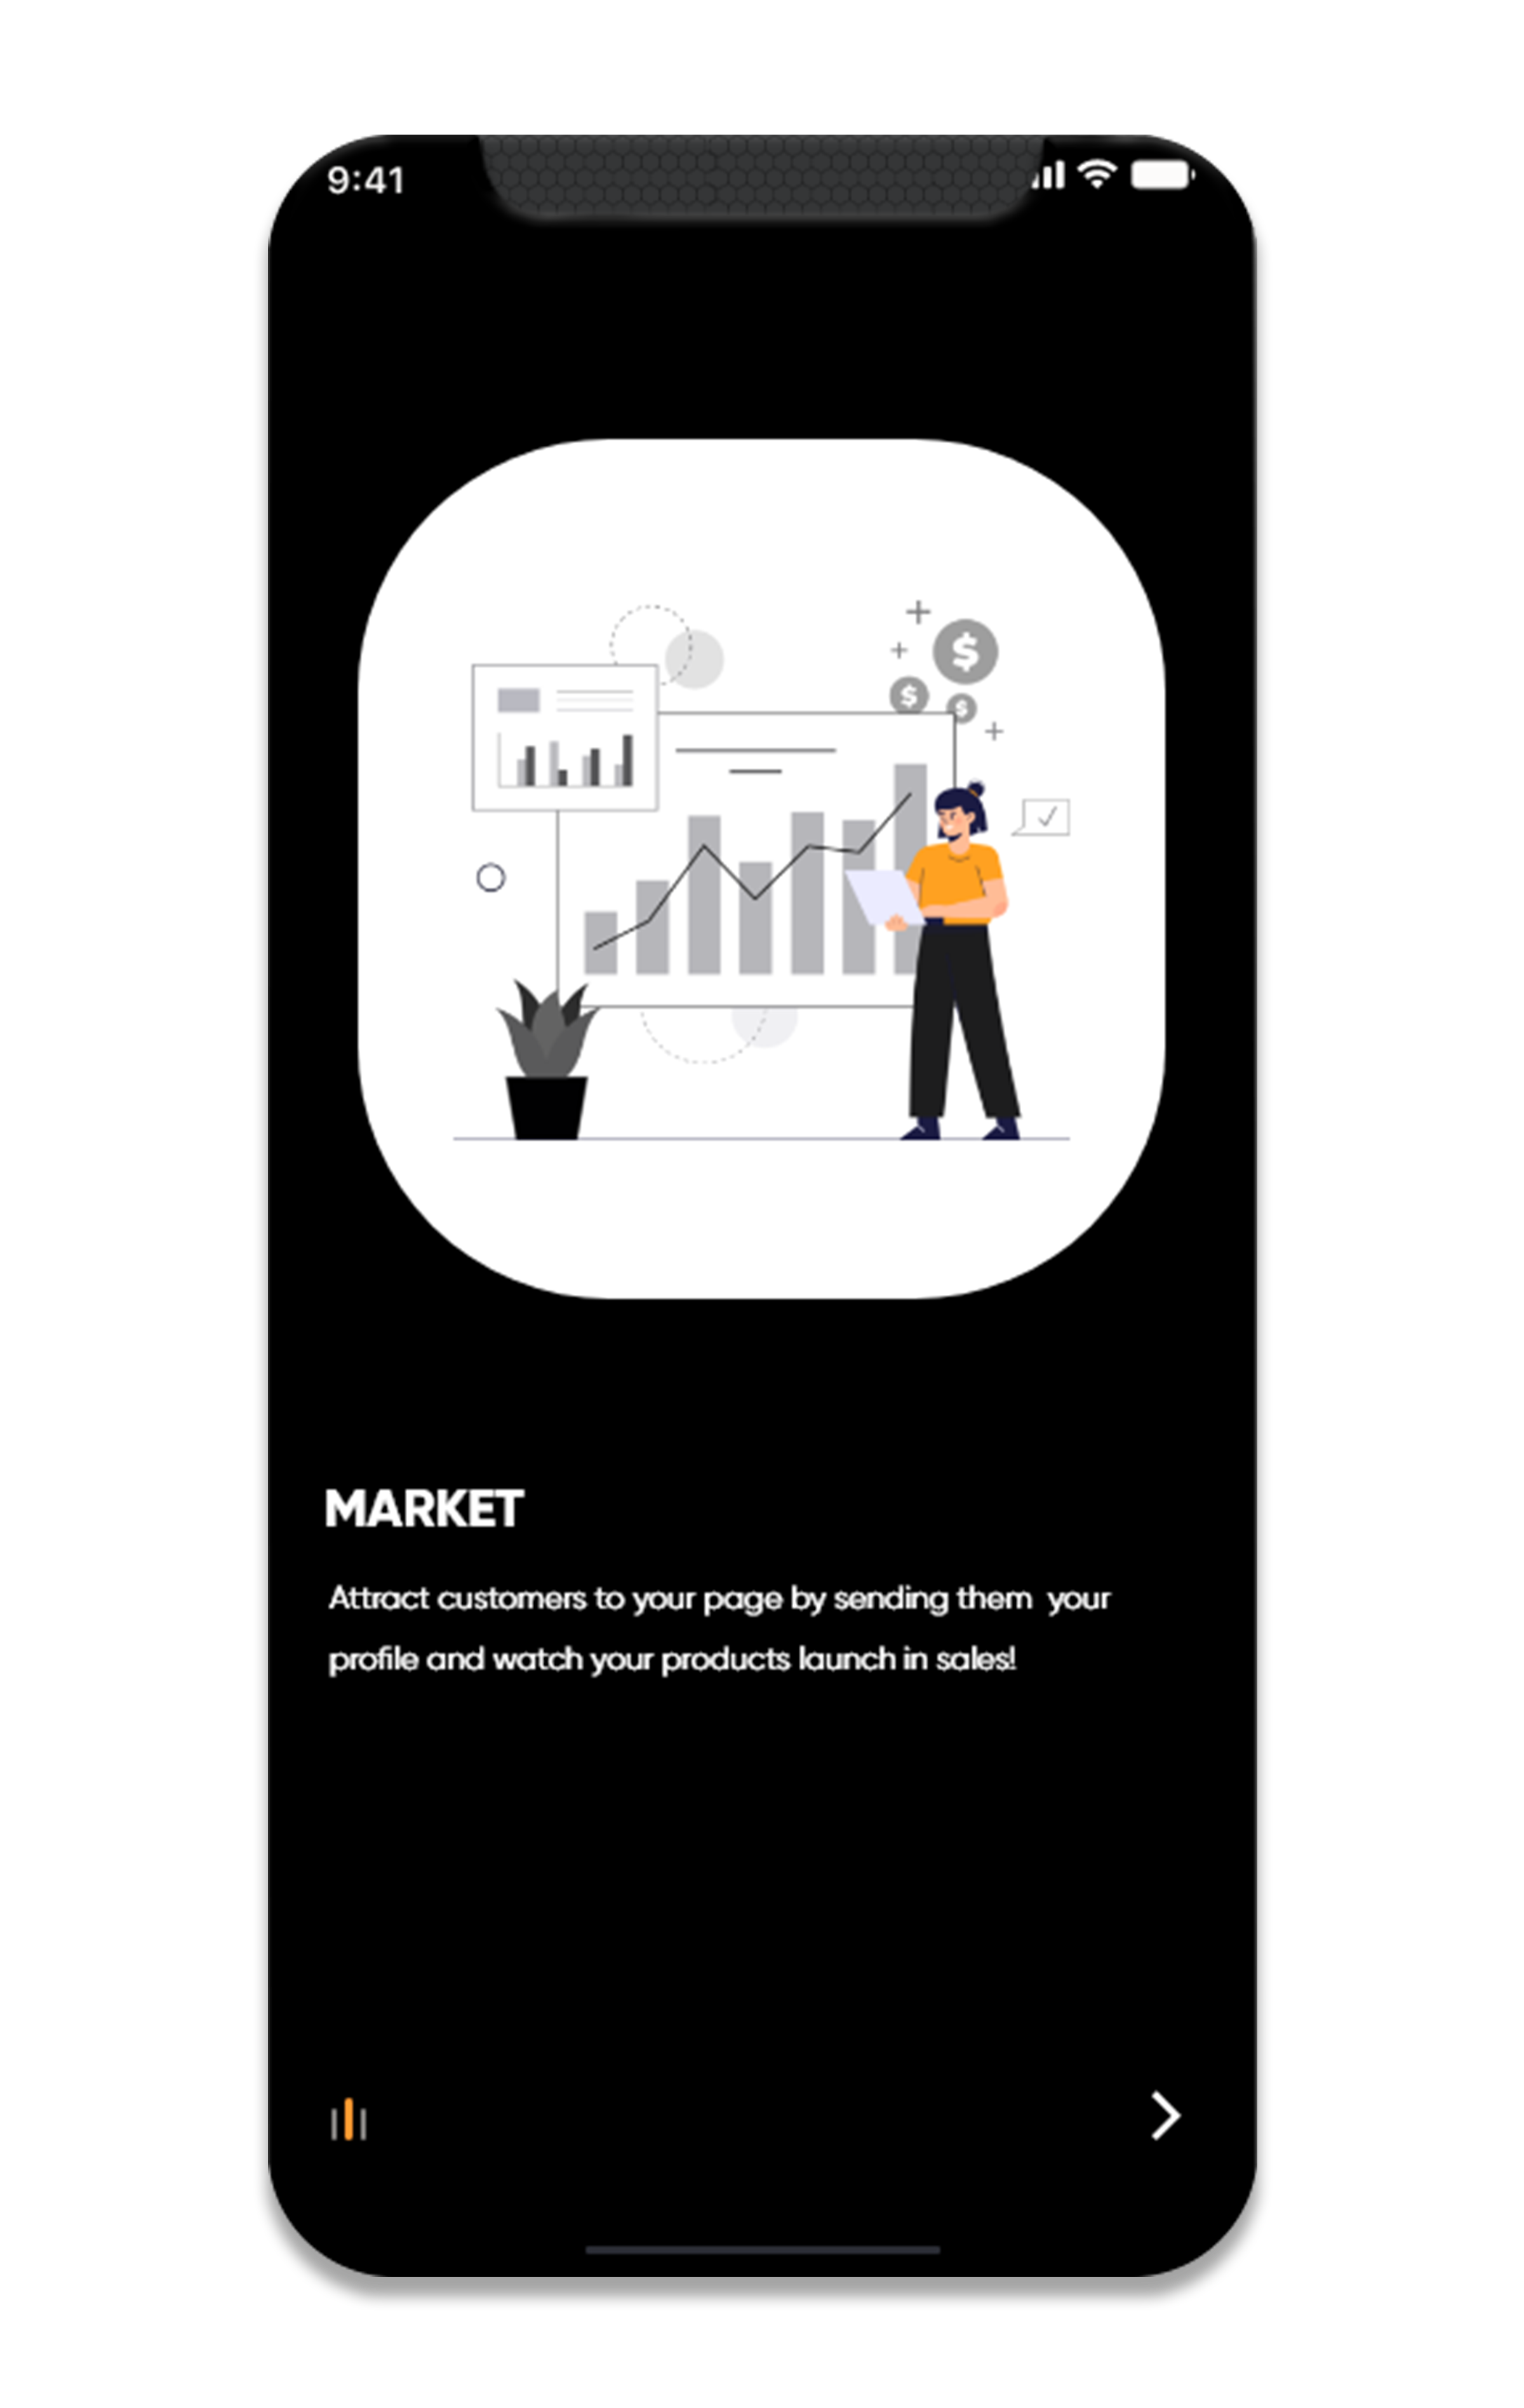 9:41
$
$
$
MARKET
Attract customers to your page by sending them  your
profile and watch your products launch in sales!